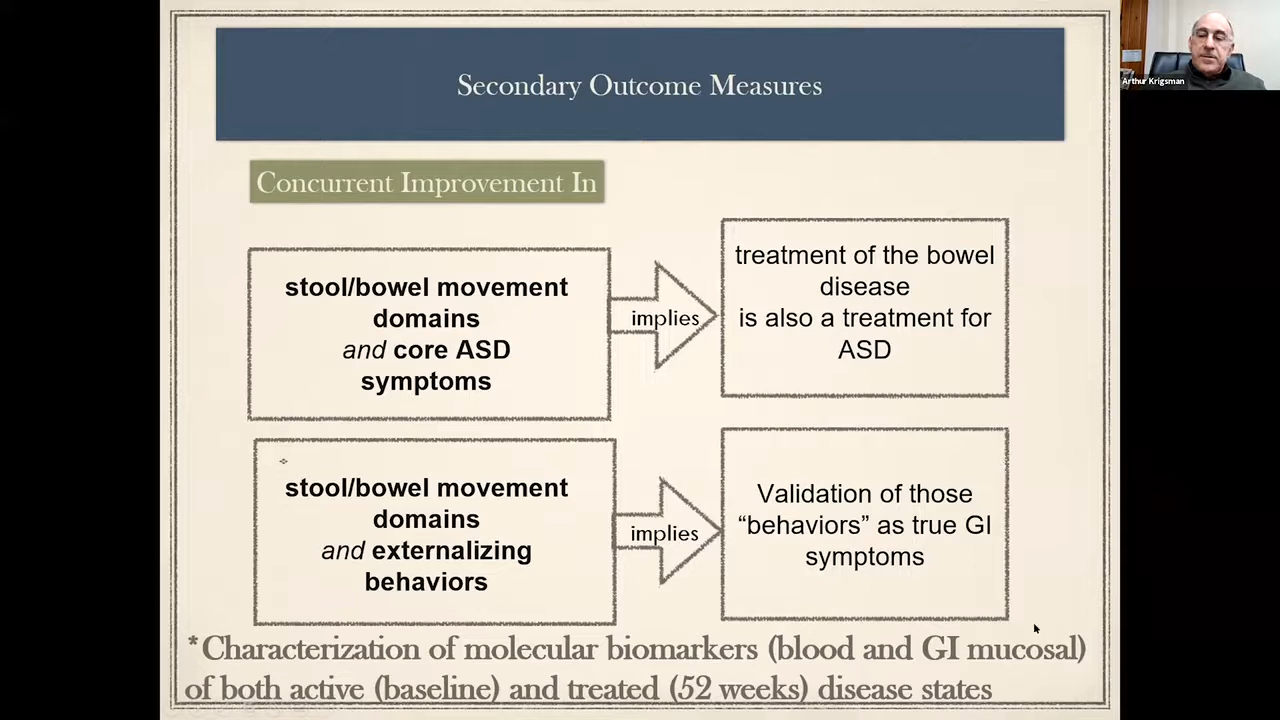 Secondary Outcome Measures
Arthur Krigsman
Concurrent Improvement In
stool/bowel movement
domains
and core ASD
symptoms
implies
treatment of the bowel
disease
is also a treatment for
ASD
stool/bowel movement
domains
and externalizing
behaviors
implies
Validation of those
“behaviors” as true GI
symptoms
*Characterization of molecular biomarkers (blood and GI mucosal)
of both active (baseline) and treated (52 weeks) disease states